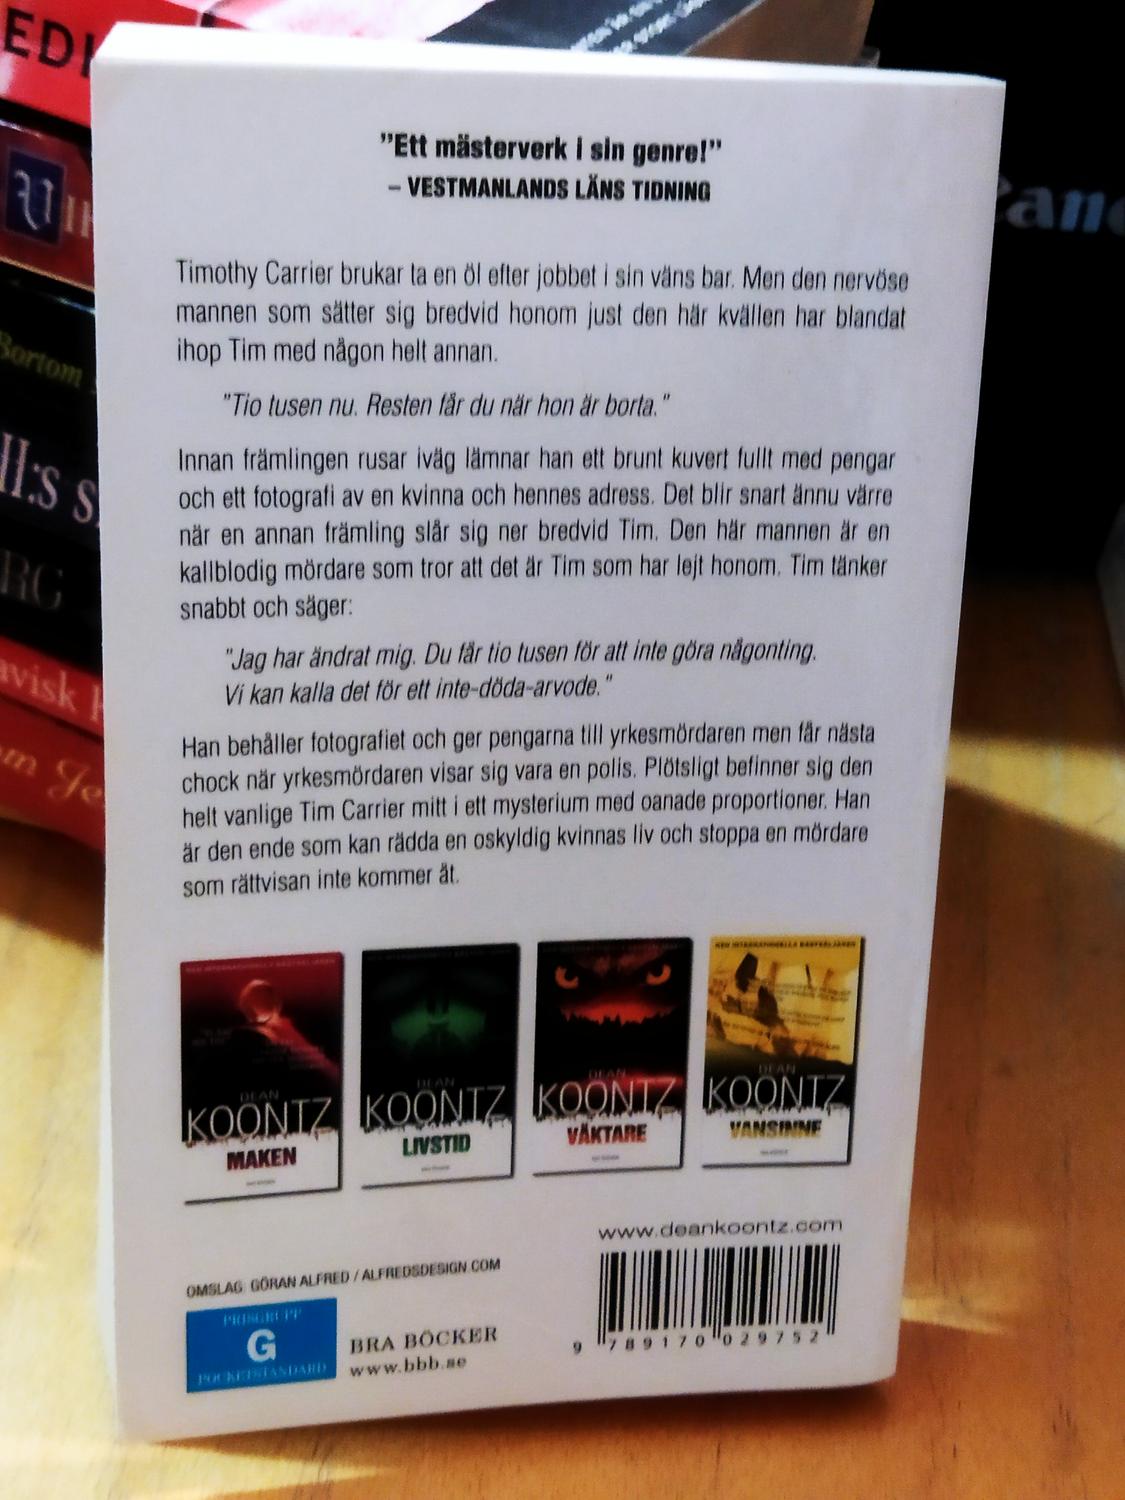 EDI
"Ett mästerverk i sin genre!"
– VESTMANLANDS LÄNS TIDNING
Timothy Carrier brukar ta en öl efter jobbet i sin väns bar. Men den nervöse
mannen som sätter sig bredvid honom just den här kvällen har blandat
ihop Tim med någon helt annan.
"Tio tusen nu. Resten får du när hon är borta."
Innan främlingen rusar iväg lämnar han ett brunt kuvert fullt med pengar
och ett fotografi av en kvinna och hennes adress. Det blir snart ännu värre
när en annan främling slår sig ner bredvid Tim. Den här mannen är en
kallblodig mördare som tror att det är Tim som har lejt honom. Tim tänker
snabbt och säger:
"Jag har ändrat mig. Du får tio tusen för att inte göra någonting.
Vi kan kalla det för ett inte-döda-arvode."
Han behåller fotografiet och ger pengarna till yrkesmördaren men får nästa
chock när yrkesmördaren visar sig vara en polis. Plötsligt befinner sig den
helt vanlige Tim Carrier mitt i ett mysterium med oanade proportioner. Han
är den ende som kan rädda en oskyldig kvinnas liv och stoppa en mördare
som rättvisan inte kommer åt.
DEAN
KOONTZ
MAKEN
DEAN
KOONTZ
LIVSTID
DEAN
KOONTZ
VÄKTARE
DEAN
KOONTZ
VANSINNE
www.deankoontz.com
OMSLAG: GÖRAN ALFRED / ALFREDSDESIGN.COM
PRISGRUPP
G
POCKETSTANDARD
BRA BÖCKER
www.bbb.se
9 789170 029752
Bortom
ll:s S
RG
avisk
om Je
can